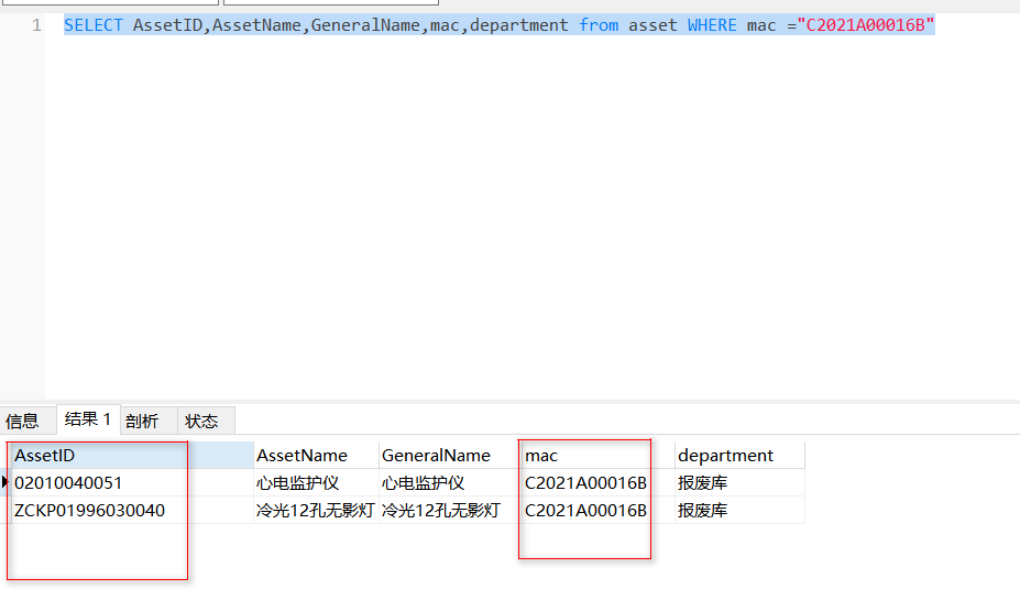 1 SELECT AssetID,AssetName,GeneralName,mac,department from asset WHERE mac ="C2021A00016B"
信息 结果 1 剖析 状态
AssetID AssetName GeneralName mac department
02010040051 心电监护仪 心电监护仪 C2021A00016B 报废库
ZCKP01996030040 冷光12孔无影灯 冷光12孔无影灯 C2021A00016B 报废库